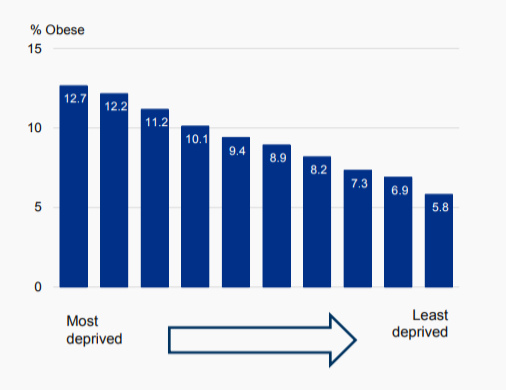 % Obese
15
10
5
0
12.7
12.2
11.2
10.1
9.4
8.9
8.2
7.3
6.9
5.8
Most
deprived
Least
deprived